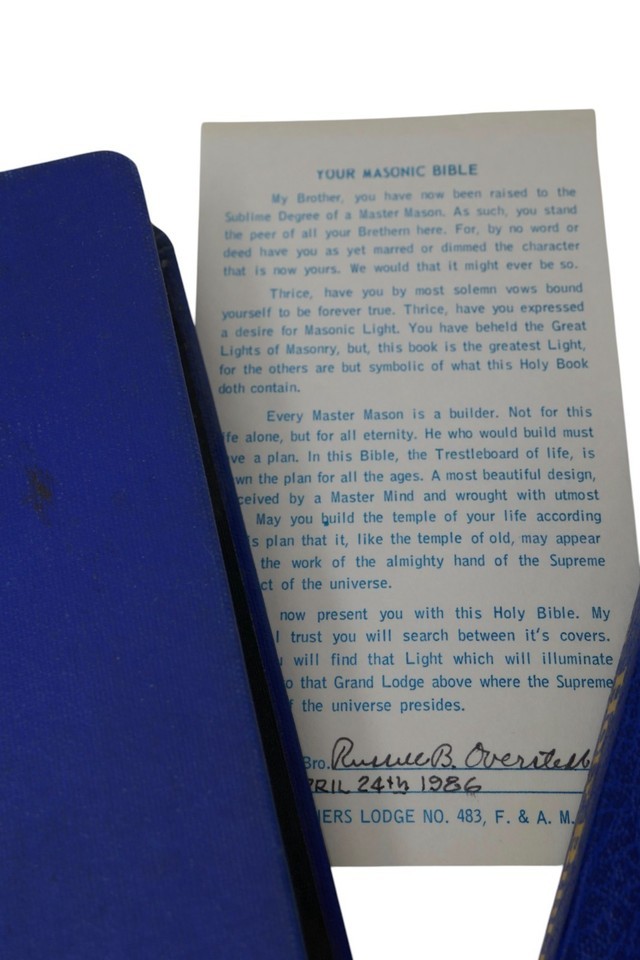 YOUR MASONIC BIBLE
My Brother, you have now been raised to the
Sublime Degree of a Master Mason. As such, you stand
the peer of all your Brethern here. For, by no word or
deed have you as yet marred or dimmed the character
that is now yours. We would that it might ever be so.
Thrice, have you by most solemn vows bound
yourself to be forever true. Thrice, have you expressed
a desire for Masonic Light. You have beheld the Great
Lights of Masonry, but, this book is the greatest Light,
for the others are but symbolic of what this Holy Book
doth contain.
Every Master Mason is a builder. Not for this
ife alone, but for all eternity. He who would build must
ve a plan. In this Bible, the Trestleboard of life, is
wn the plan for all the ages. A most beautiful design,
ceived by a Master Mind and wrought with utmost
May you build the temple of your life according
is plan that it, like the temple of old, may appear
the work of the almighty hand of the Supreme
ct of the universe.
now present you with this Holy Bible. My
I trust you will search between it's covers.
will find that Light which will illuminate
o that Grand Lodge above where the Supreme
f the universe presides.
Bro. Russell B.
RIL 24th 1986
IERS LODGE NO. 483, F. & A. M.